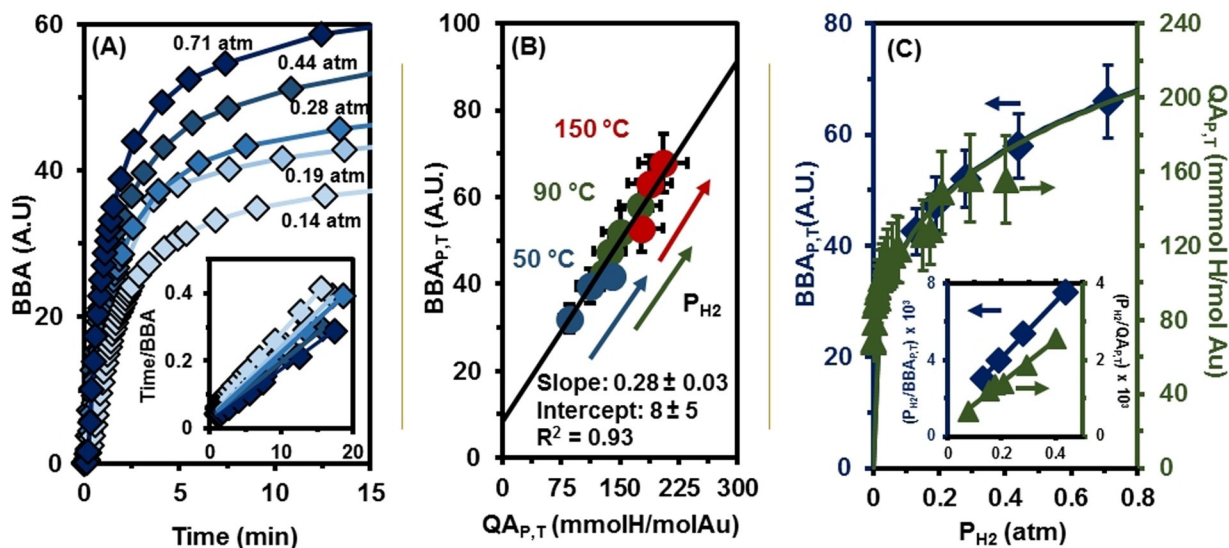 (A)
60
40
20
0
BBA (A.U)
0.71 atm
0.44 atm
0.28 atm
0.19 atm
0.14 atm
0.4
0.2
0
Time/BBA
0 10 20
0 5 10 15
Time (min)
(B)
100
80
60
40
20
0
BBA_P,T (A.U.)
150 °C
90 °C
50 °C
P_H2
Slope: 0.28 ± 0.03
Intercept: 8 ± 5
R² = 0.93
0 75 150 225 300
QA_P,T (mmolH/molAu)
(C)
80
60
40
20
0
BBA_P,T (A.U.)
240
200
160
120
80
40
0
QA_P,T (mmmol H/mol Au)
8
4
0
(P_H2/BBA_P,T) x 10³
4
2
0
(P_H2/QA_P,T) x 10³
0 0.2 0.4
0 0.2 0.4 0.6 0.8
P_H2 (atm)